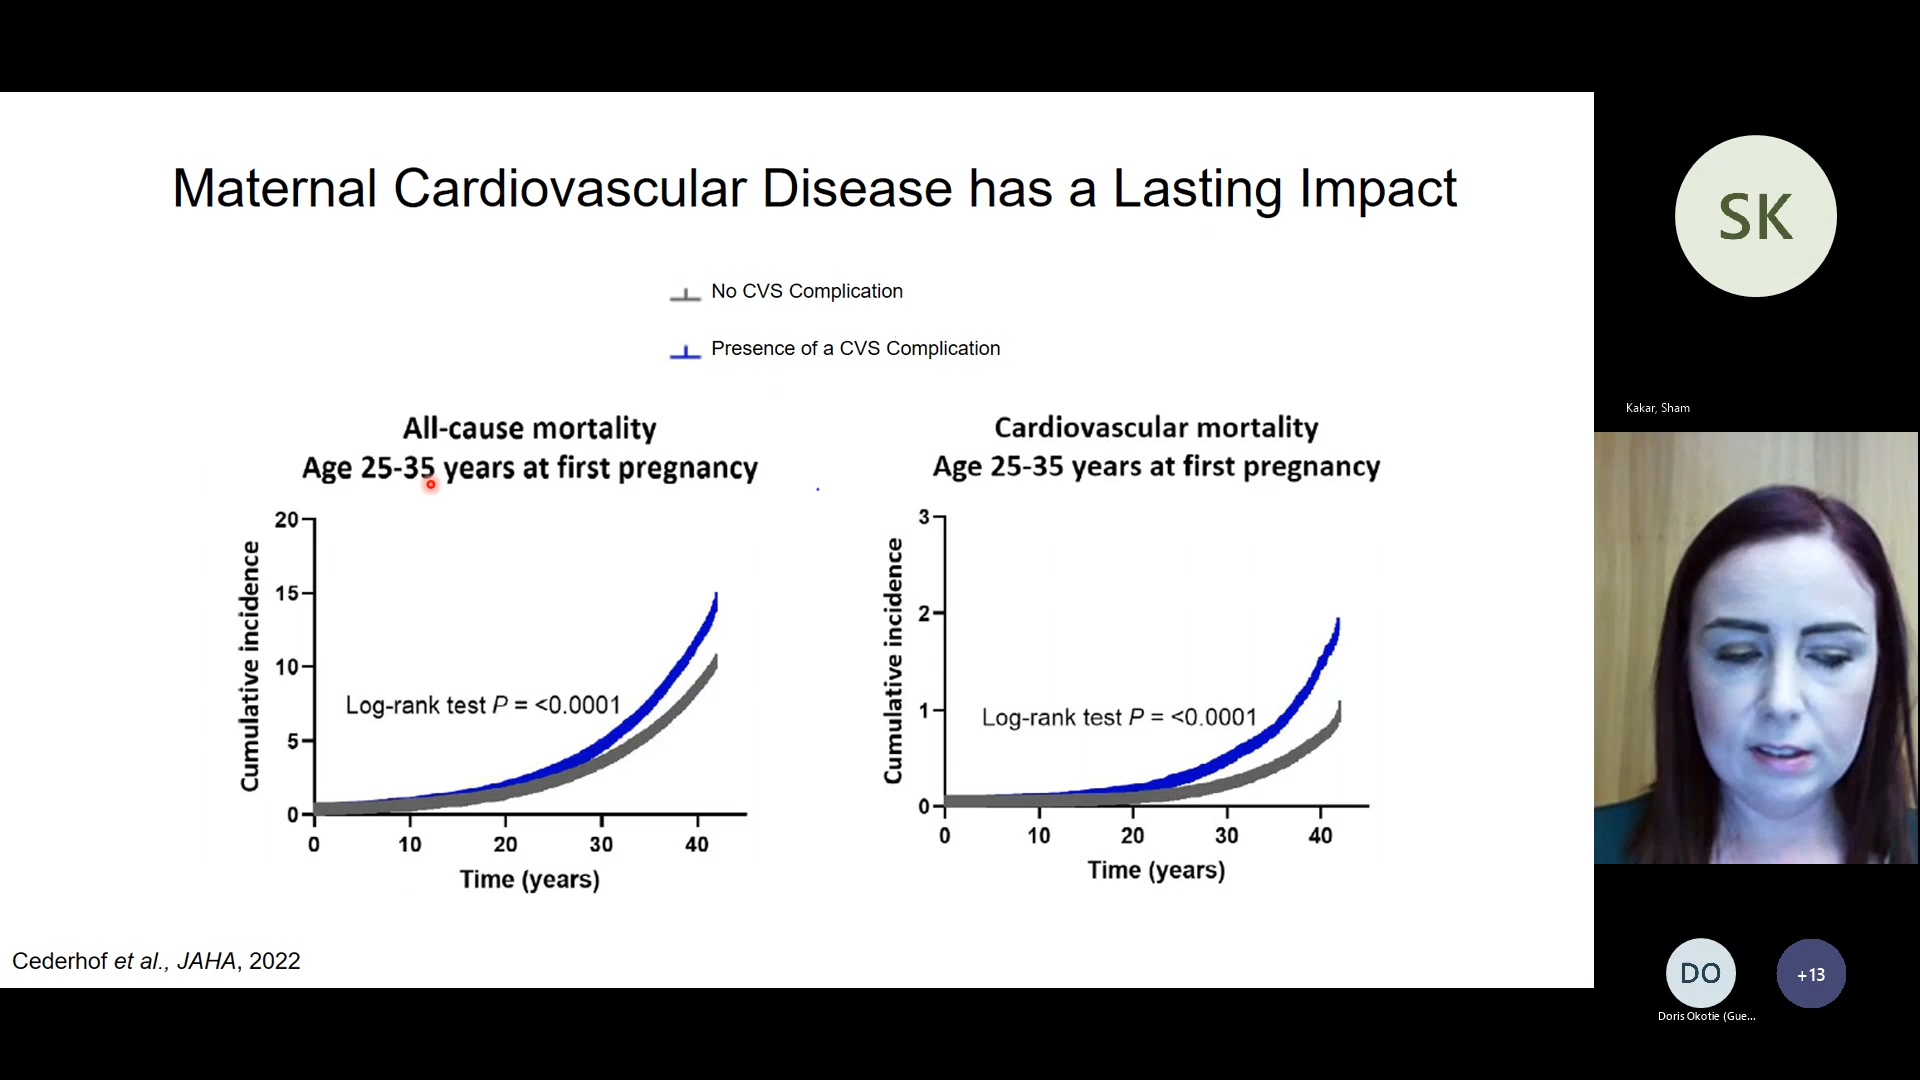 Maternal Cardiovascular Disease has a Lasting Impact
No CVS Complication
Presence of a CVS Complication
All-cause mortality
Age 25-35 years at first pregnancy
20
15
10
5
0
Cumulative incidence
Log-rank test P = <0.0001
0 10 20 30 40
Time (years)
Cardiovascular mortality
Age 25-35 years at first pregnancy
3
2
1
0
Cumulative incidence
Log-rank test P = <0.0001
0 10 20 30 40
Time (years)
Cederhof et al., JAHA, 2022
SK
Kakar, Sham
DO
Doris Okotie (Gue...
+13